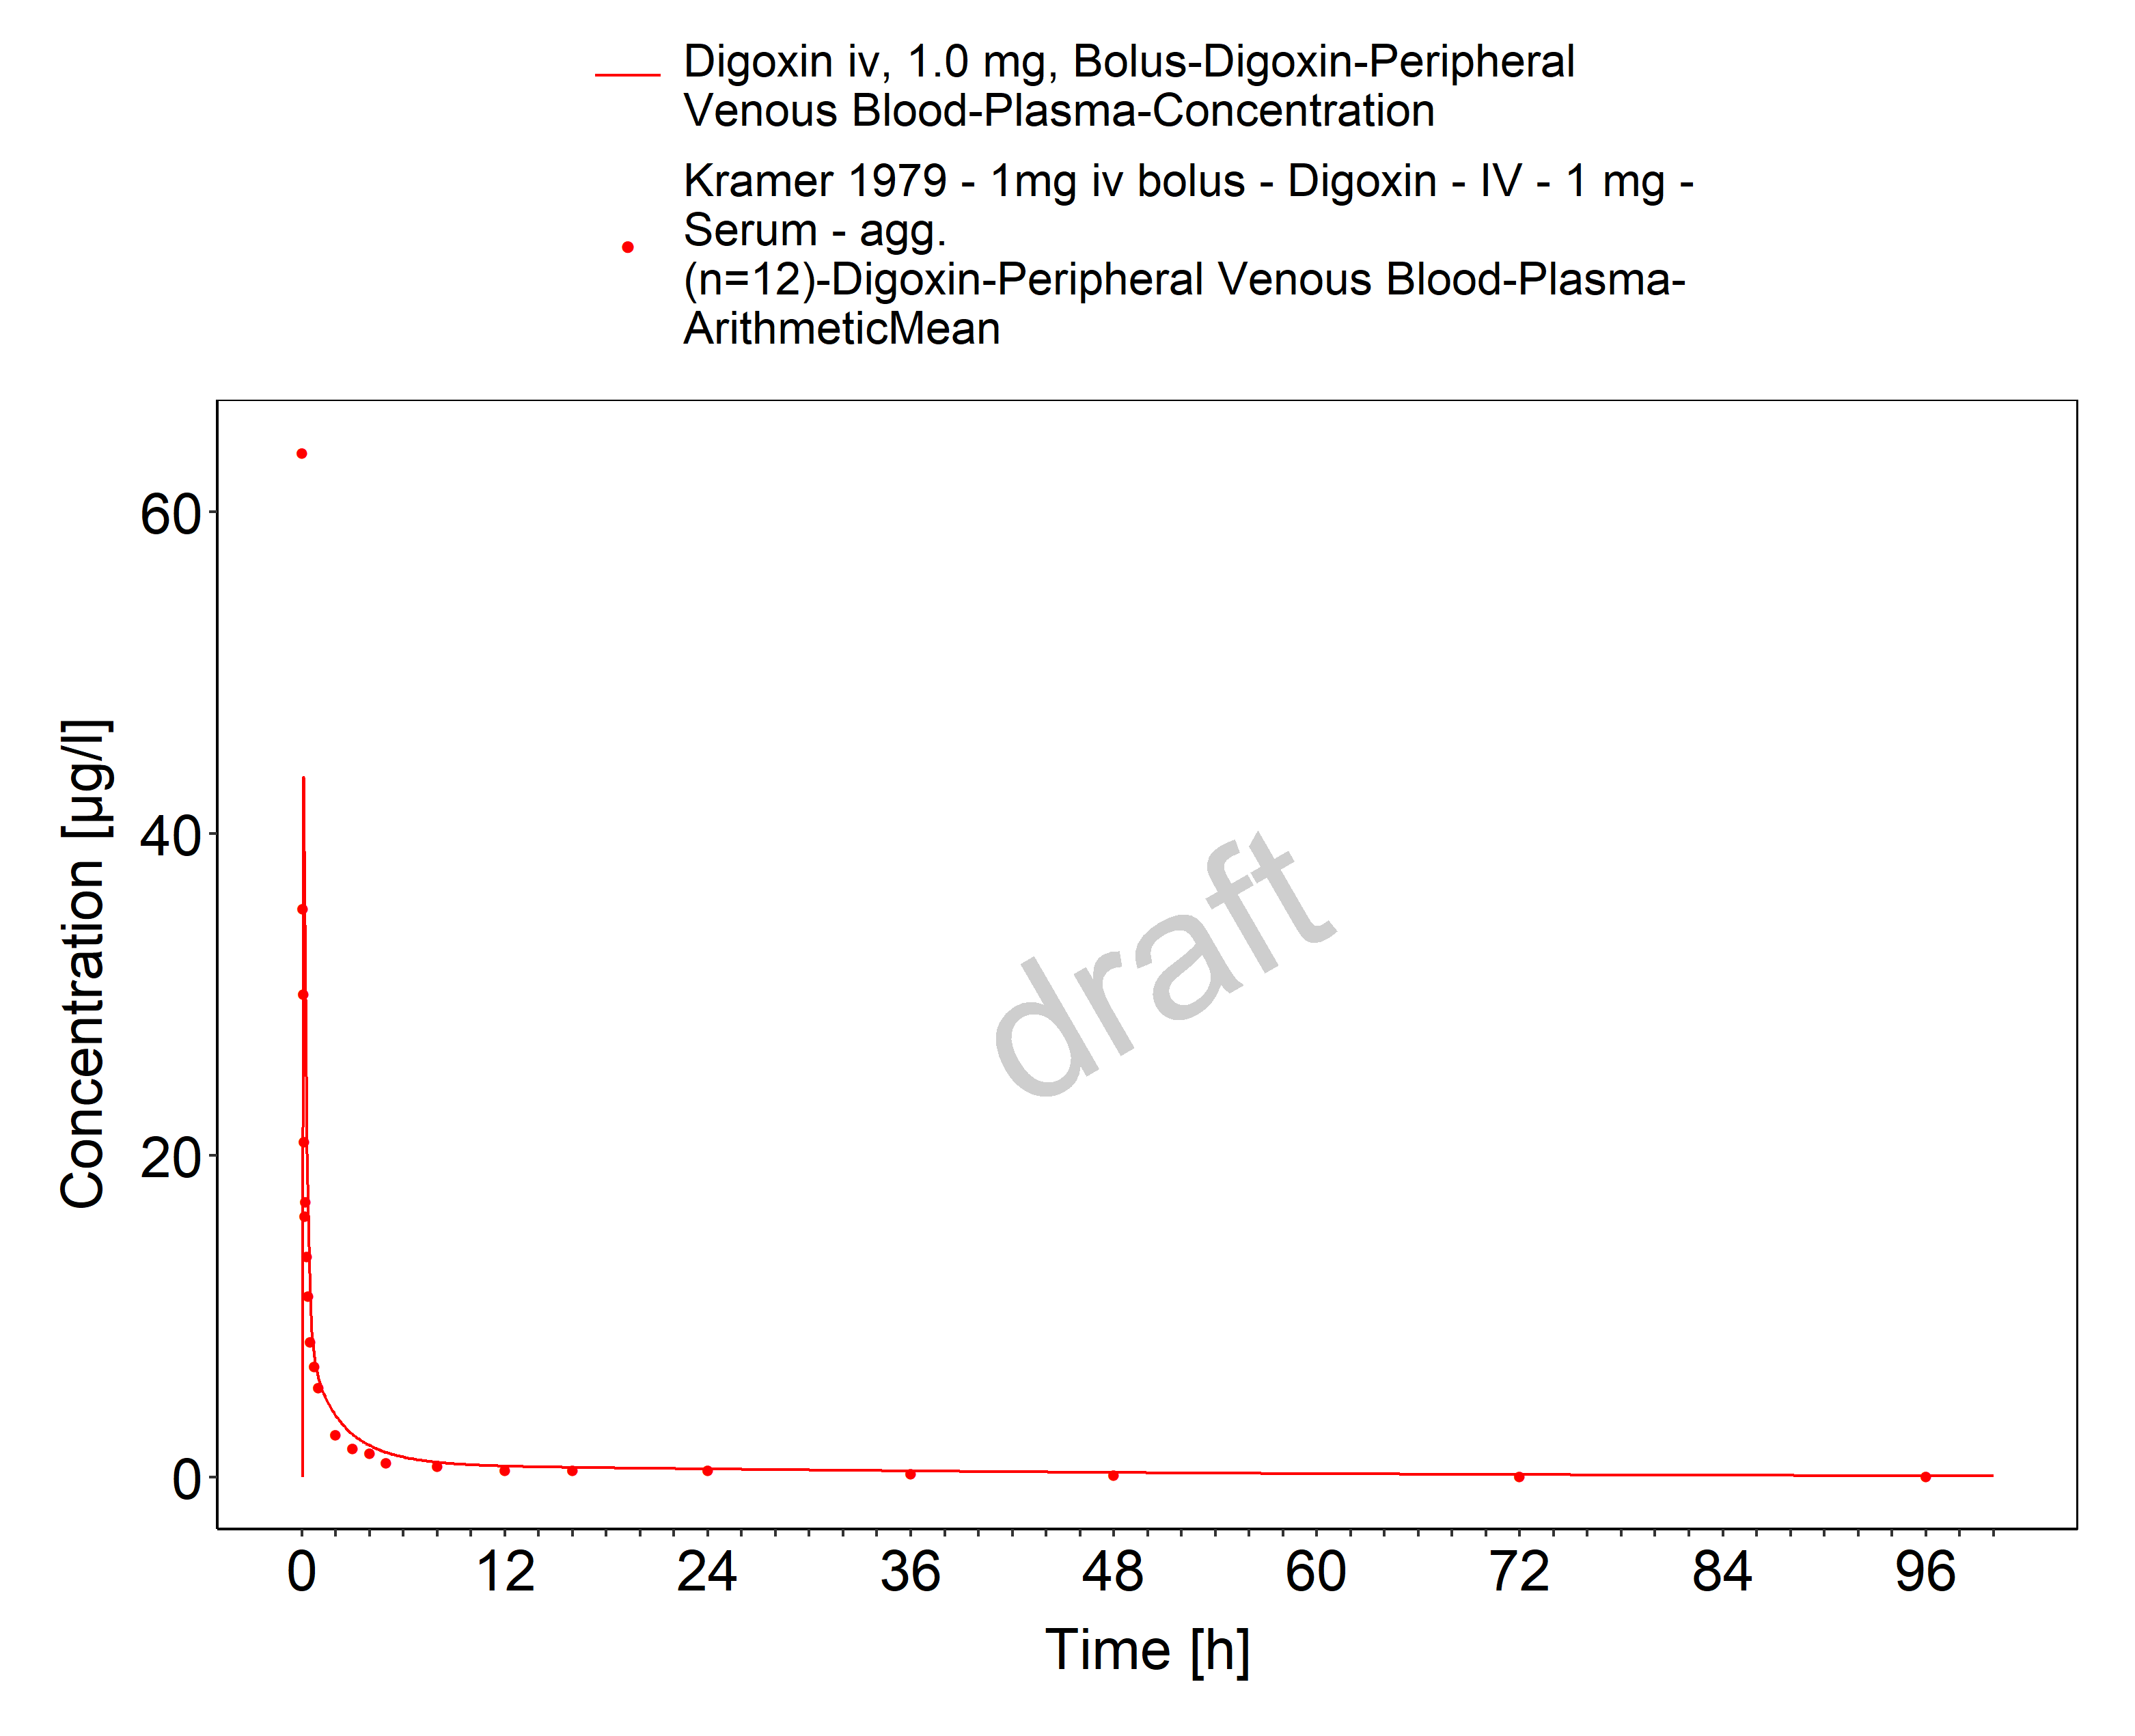 Digoxin iv, 1.0 mg, Bolus-Digoxin-Peripheral
Venous Blood-Plasma-Concentration
Kramer 1979 - 1mg iv bolus - Digoxin - IV - 1 mg -
Serum - agg.
(n=12)-Digoxin-Peripheral Venous Blood-Plasma-
ArithmeticMean
60
40
20
0
Concentration [µg/l]
draft
0 12 24 36 48 60 72 84 96
Time [h]